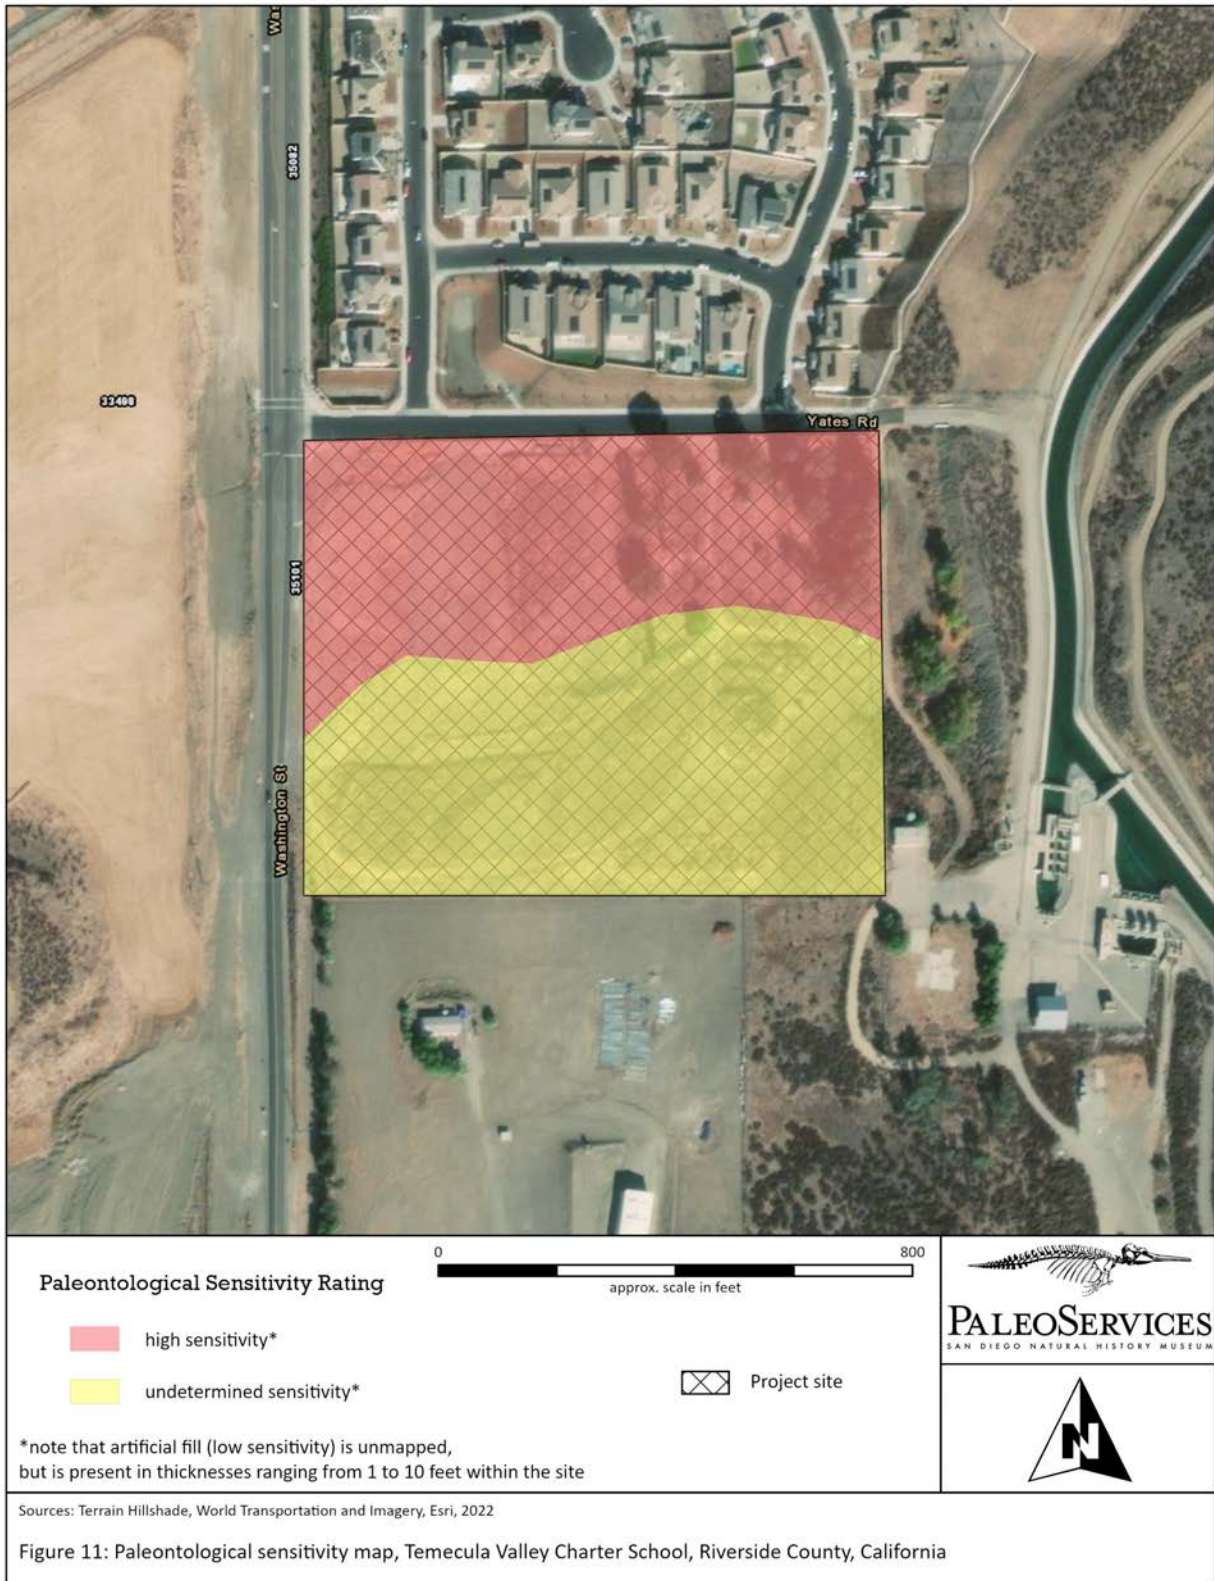 Was
35082
33498
Yates Rd
35101
Washington St
0 800
approx. scale in feet
Paleontological Sensitivity Rating
high sensitivity*
undetermined sensitivity*
Project site
*note that artificial fill (low sensitivity) is unmapped,
but is present in thicknesses ranging from 1 to 10 feet within the site
PALEOSERVICES
SAN DIEGO NATURAL HISTORY MUSEUM
N
Sources: Terrain Hillshade, World Transportation and Imagery, Esri, 2022
Figure 11: Paleontological sensitivity map, Temecula Valley Charter School, Riverside County, California